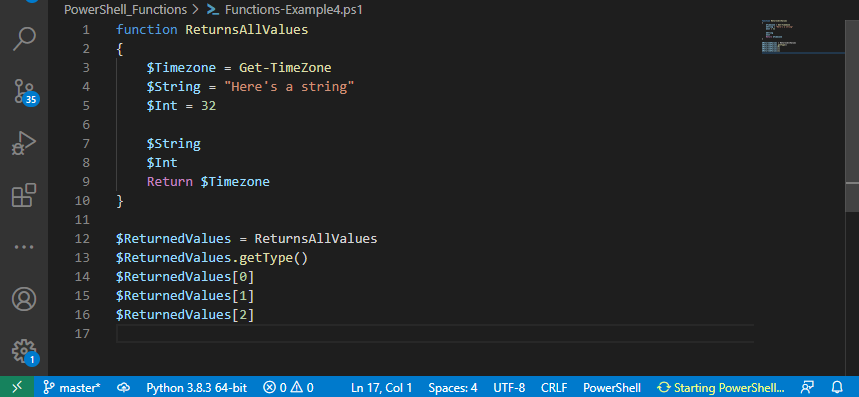 PowerShell_Functions > Functions-Example4.ps1
1 function ReturnsAllValues
2 {
3     $Timezone = Get-TimeZone
4     $String = "Here's a string"
5     $Int = 32
6
7     $String
8     $Int
9     Return $Timezone
10 }
11
12 $ReturnedValues = ReturnsAllValues
13 $ReturnedValues.getType()
14 $ReturnedValues[0]
15 $ReturnedValues[1]
16 $ReturnedValues[2]
17
35
1
master* Python 3.8.3 64-bit 0 0 Ln 17, Col 1 Spaces: 4 UTF-8 CRLF PowerShell Starting PowerShell...